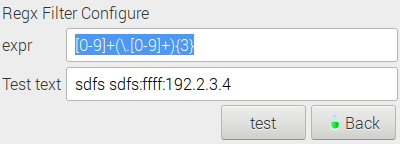 Regx Filter Configure
expr [0-9]+(\.[0-9]+){3}
Test text sdfs sdfs:ffff:192.2.3.4
test Back